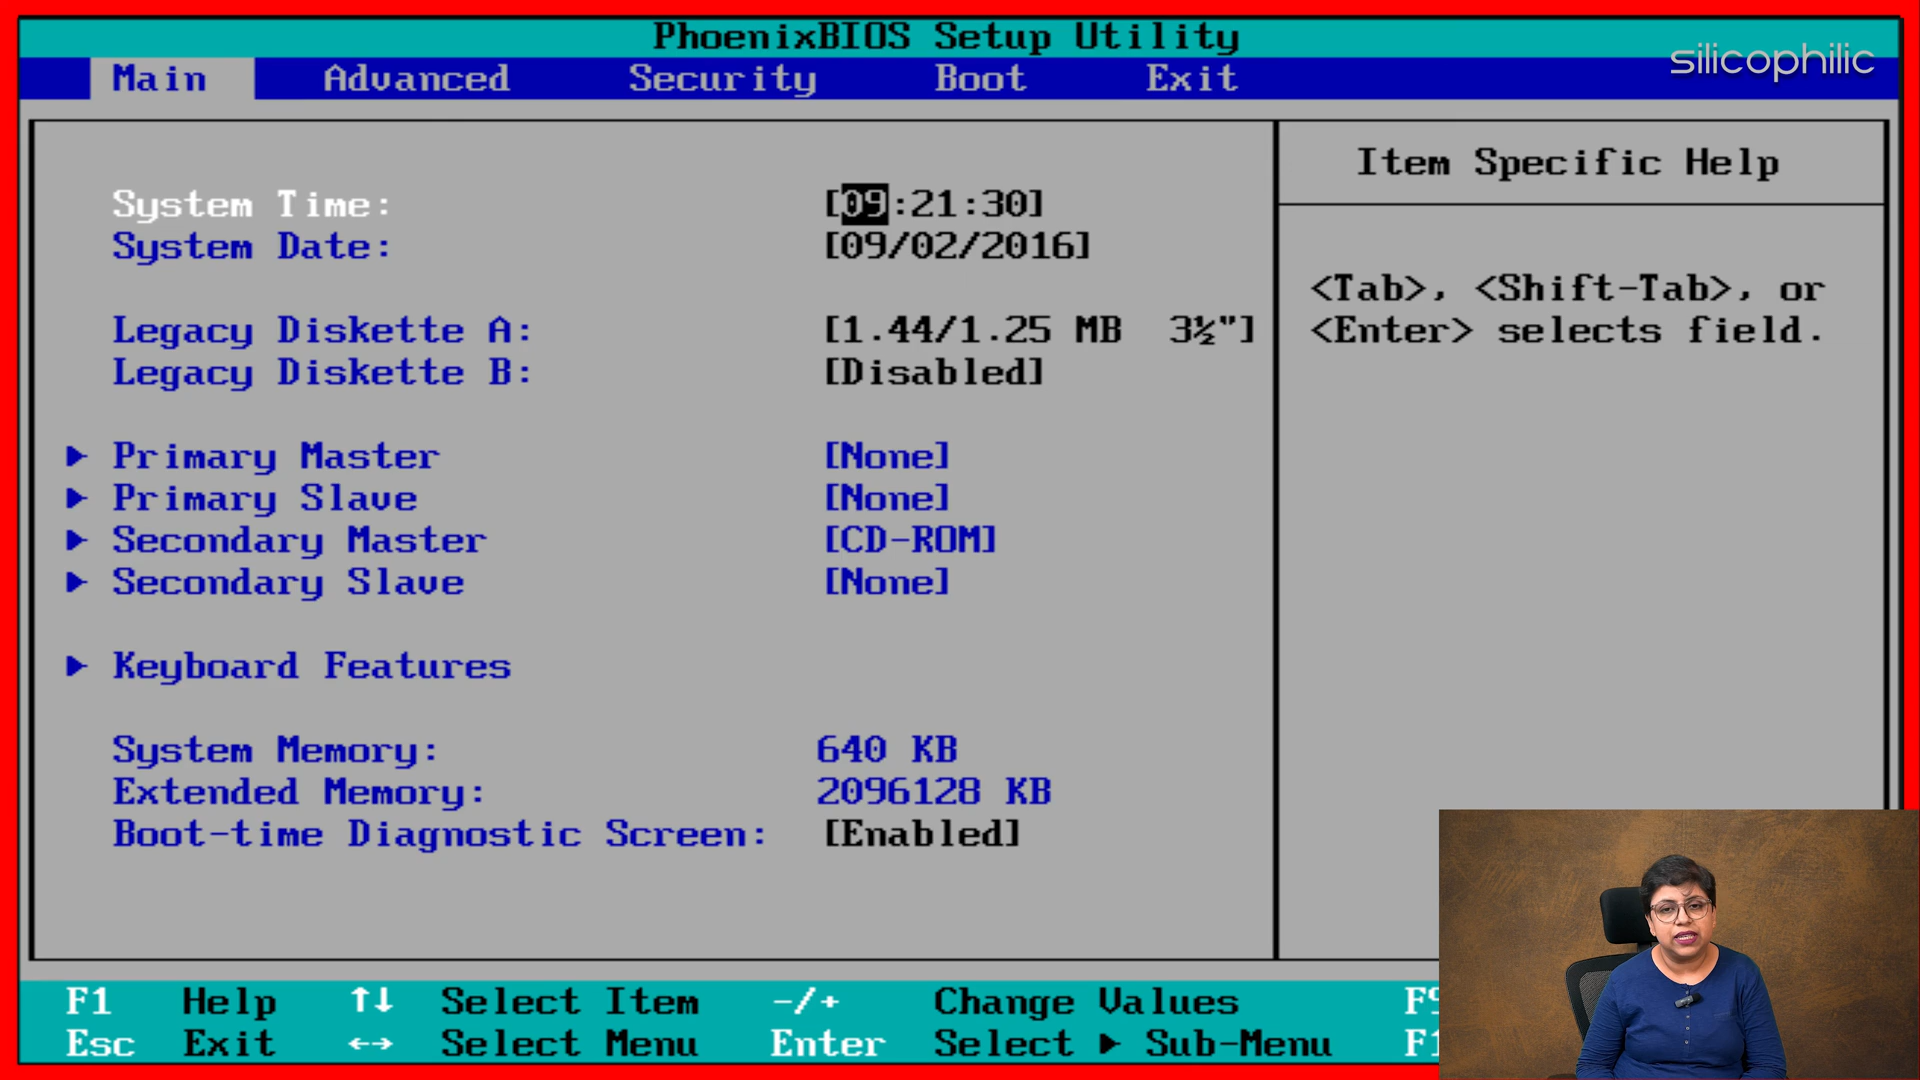 PhoenixBIOS Setup Utility
silicophilic
Main Advanced Security Boot Exit
Item Specific Help
System Time: [09:21:30]
System Date: [09/02/2016]
<Tab>, <Shift-Tab>, or
<Enter> selects field.
Legacy Diskette A: [1.44/1.25 MB 3½"]
Legacy Diskette B: [Disabled]
Primary Master [None]
Primary Slave [None]
Secondary Master [CD-ROM]
Secondary Slave [None]
Keyboard Features
System Memory: 640 KB
Extended Memory: 2096128 KB
Boot-time Diagnostic Screen: [Enabled]
F1 Help ↑↓ Select Item -/+ Change Values
Esc Exit ↔ Select Menu Enter Select ▶ Sub-Menu